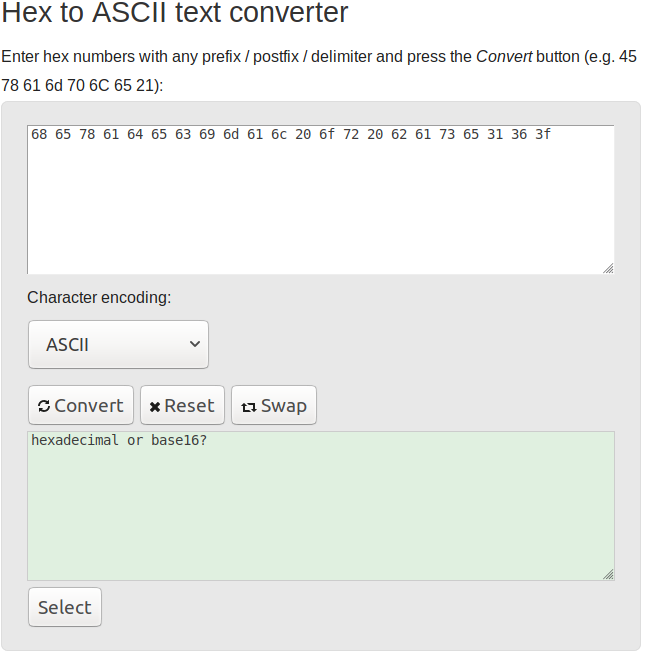 Hex to ASCII text converter
Enter hex numbers with any prefix / postfix / delimiter and press the Convert button (e.g. 45
78 61 6d 70 6C 65 21):
68 65 78 61 64 65 63 69 6d 61 6c 20 6f 72 20 62 61 73 65 31 36 3f
Character encoding:
ASCII
Convert Reset Swap
hexadecimal or base16?
Select